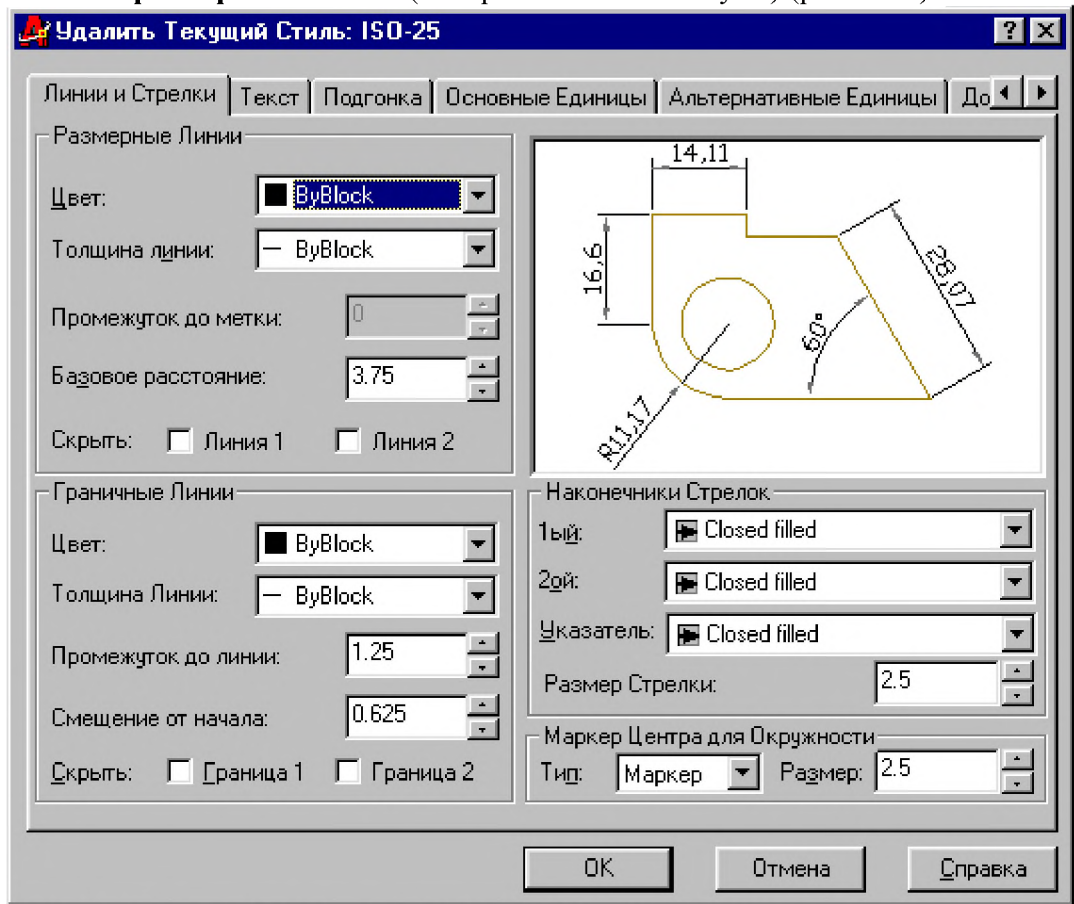 Удалить Текущий Стиль: ISO-25
Линии и Стрелки Текст Подгонка Основные Единицы Альтернативные Единицы До
Размерные Линии
Цвет: ByBlock
Толщина линии: ByBlock
Промежуток до метки: 0
Базовое расстояние: 3.75
Скрыть: Линия 1 Линия 2
14,11
16,6
28,07
60°
R11,17
Граничные Линии
Цвет: ByBlock
Толщина Линии: ByBlock
Промежуток до линии: 1.25
Смещение от начала: 0.625
Скрыть: Граница 1 Граница 2
Наконечники Стрелок
1ый: Closed filled
2ой: Closed filled
Указатель: Closed filled
Размер Стрелки: 2.5
Маркер Центра для Окружности
Тип: Маркер Размер: 2.5
OK Отмена Справка